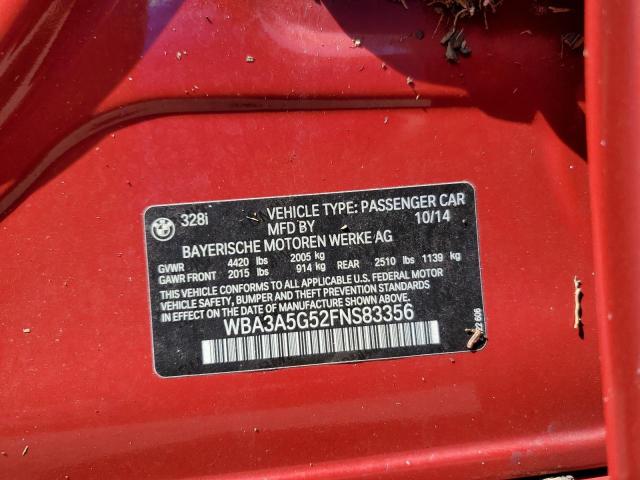 328i VEHICLE TYPE: PASSENGER CAR
MFD BY 10/14
BAYERISCHE MOTOREN WERKE AG
GVWR 4420 lbs 2005 kg
GAWR FRONT 2015 lbs 914 kg REAR 2510 lbs 1139 kg
THIS VEHICLE CONFORMS TO ALL APPLICABLE U.S. FEDERAL MOTOR
VEHICLE SAFETY, BUMPER AND THEFT PREVENTION STANDARDS
IN EFFECT ON THE DATE OF MANUFACTURE SHOWN ABOVE.
WBA3A5G52FNS83356